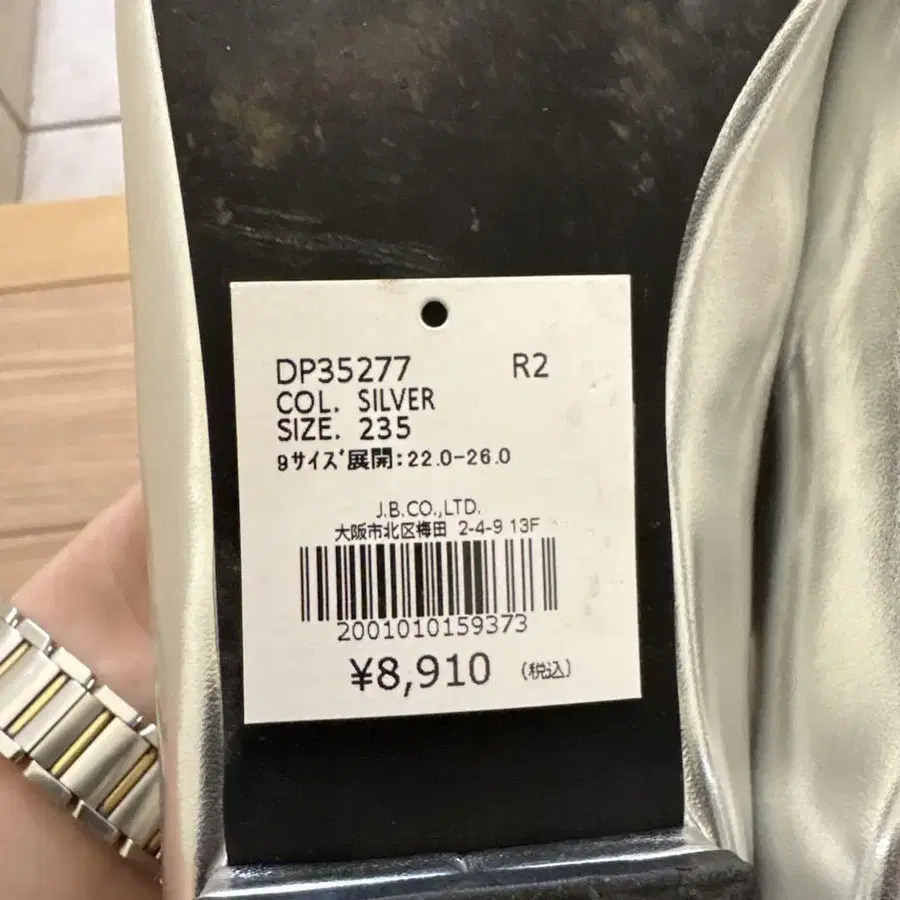 DP35277 R2
COL. SILVER
SIZE. 235
9サイズ展開:22.0-26.0
J.B.CO.,LTD.
大阪市北区梅田 2-4-9 13F
2001010159373
¥8,910 (税込)